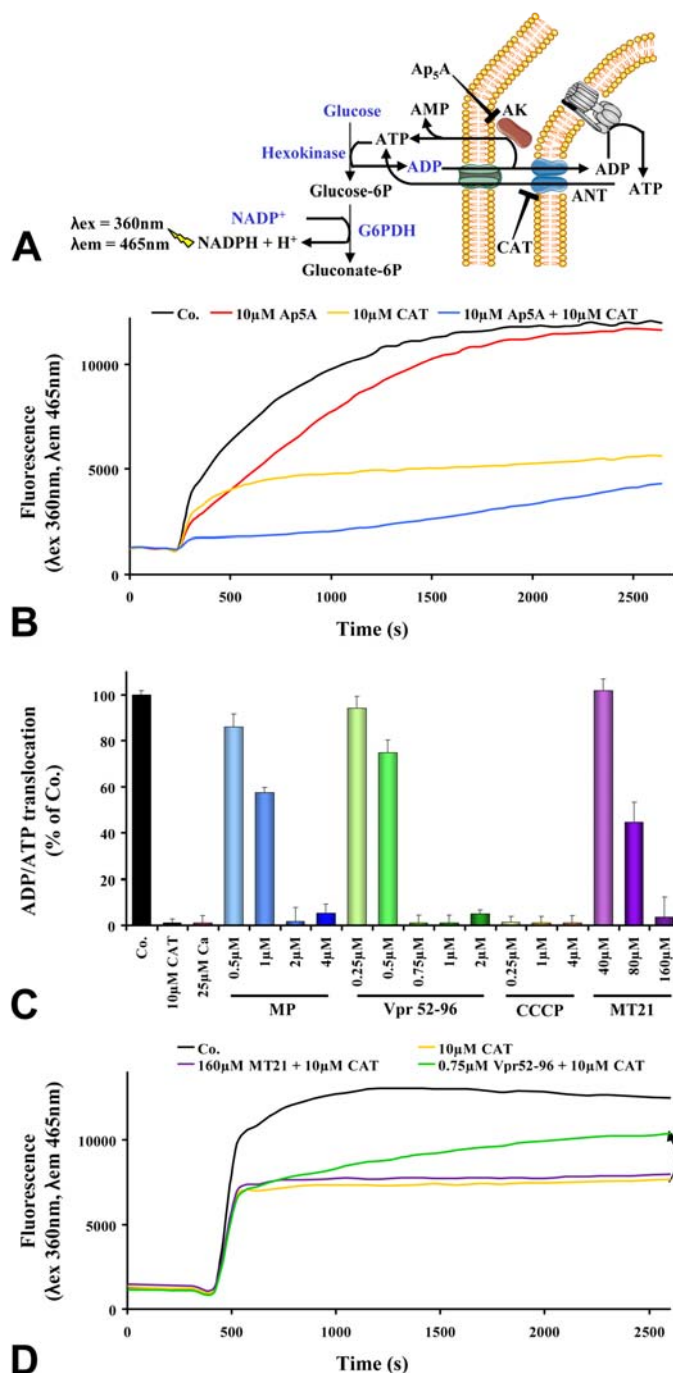 Ap5A
AMP
AK
Glucose
ATP
Hexokinase
ADP
ADP
Glucose-6P
ANT
ATP
NADP+
CAT
λex = 360nm
G6PDH
λem = 465nm
NADPH + H+
Gluconate-6P
A
Co.
10µM Ap5A
10µM CAT
10µM Ap5A + 10µM CAT
Fluorescence
(λex 360nm, λem 465nm)
10000
5000
0
0 500 1000 1500 2000 2500
Time (s)
B
ADP/ATP translocation
(% of Co.)
100
80
60
40
20
0
Co.
10µM CAT
25µM Ca
0.5µM
1µM
2µM
4µM
0.25µM
0.5µM
0.75µM
1µM
2µM
0.25µM
1µM
4µM
40µM
80µM
160µM
MP
Vpr 52-96
CCCP
MT21
C
Co.
10µM CAT
160µM MT21 + 10µM CAT
0.75µM Vpr52-96 + 10µM CAT
Fluorescence
(λex 360nm, λem 465nm)
10000
5000
0
0 500 1000 1500 2000 2500
Time (s)
D